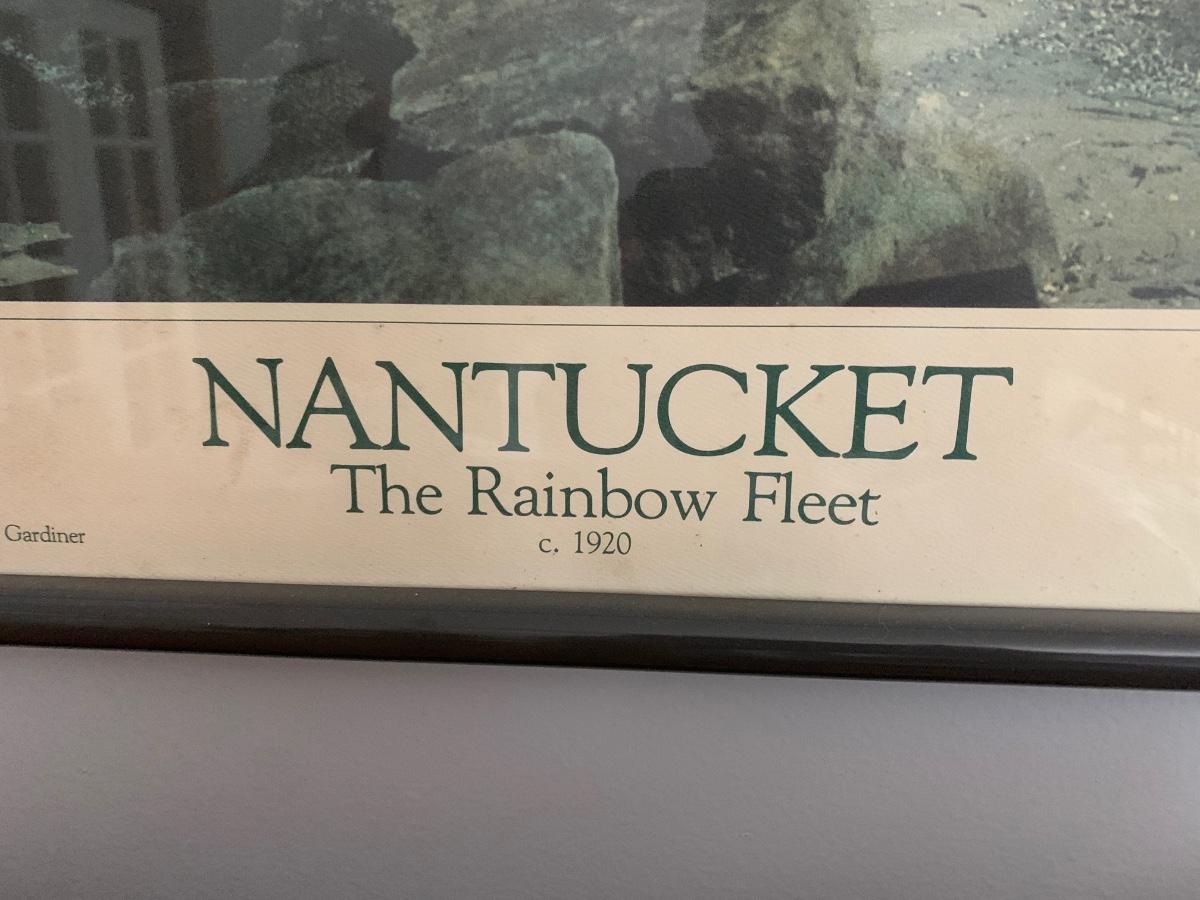 NANTUCKET
The Rainbow Fleet
c. 1920
Gardiner